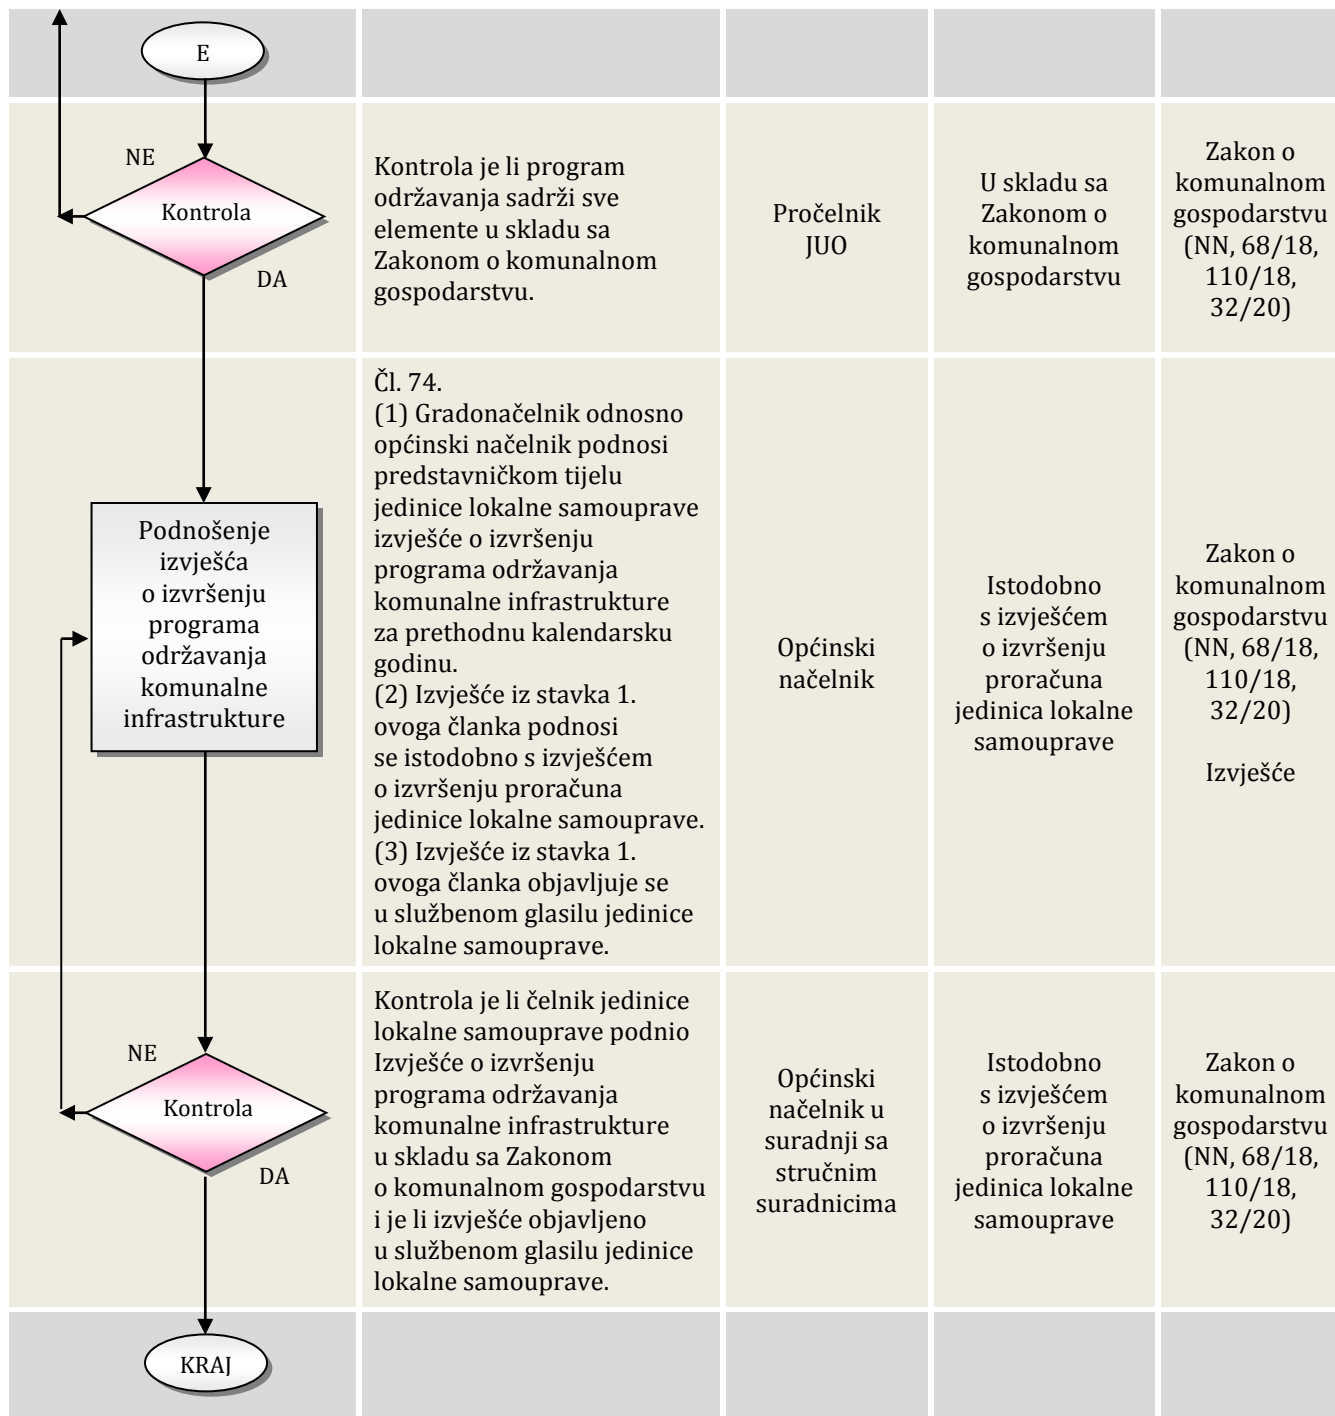 E
NE
Kontrola
DA
Kontrola je li program
održavanja sadrži sve
elemente u skladu sa
Zakonom o komunalnom
gospodarstvu.
Pročelnik
JUO
U skladu sa
Zakonom o
komunalnom
gospodarstvu
Zakon o
komunalnom
gospodarstvu
(NN, 68/18,
110/18,
32/20)
Podnošenje
izvješća
o izvršenju
programa
održavanja
komunalne
infrastrukture
Čl. 74.
(1) Gradonačelnik odnosno
općinski načelnik podnosi
predstavničkom tijelu
jedinice lokalne samouprave
izvješće o izvršenju
programa održavanja
komunalne infrastrukture
za prethodnu kalendarsku
godinu.
(2) Izvješće iz stavka 1.
ovoga članka podnosi
se istodobno s izvješćem
o izvršenju proračuna
jedinice lokalne samouprave.
(3) Izvješće iz stavka 1.
ovoga članka objavljuje se
u službenom glasilu jedinice
lokalne samouprave.
Općinski
načelnik
Istodobno
s izvješćem
o izvršenju
proračuna
jedinica lokalne
samouprave
Zakon o
komunalnom
gospodarstvu
(NN, 68/18,
110/18,
32/20)
Izvješće
NE
Kontrola
DA
Kontrola je li čelnik jedinice
lokalne samouprave podnio
Izvješće o izvršenju
programa održavanja
komunalne infrastrukture
u skladu sa Zakonom
o komunalnom gospodarstvu
i je li izvješće objavljeno
u službenom glasilu jedinice
lokalne samouprave.
Općinski
načelnik u
suradnji sa
stručnim
suradnicima
Istodobno
s izvješćem
o izvršenju
proračuna
jedinica lokalne
samouprave
Zakon o
komunalnom
gospodarstvu
(NN, 68/18,
110/18,
32/20)
KRAJ